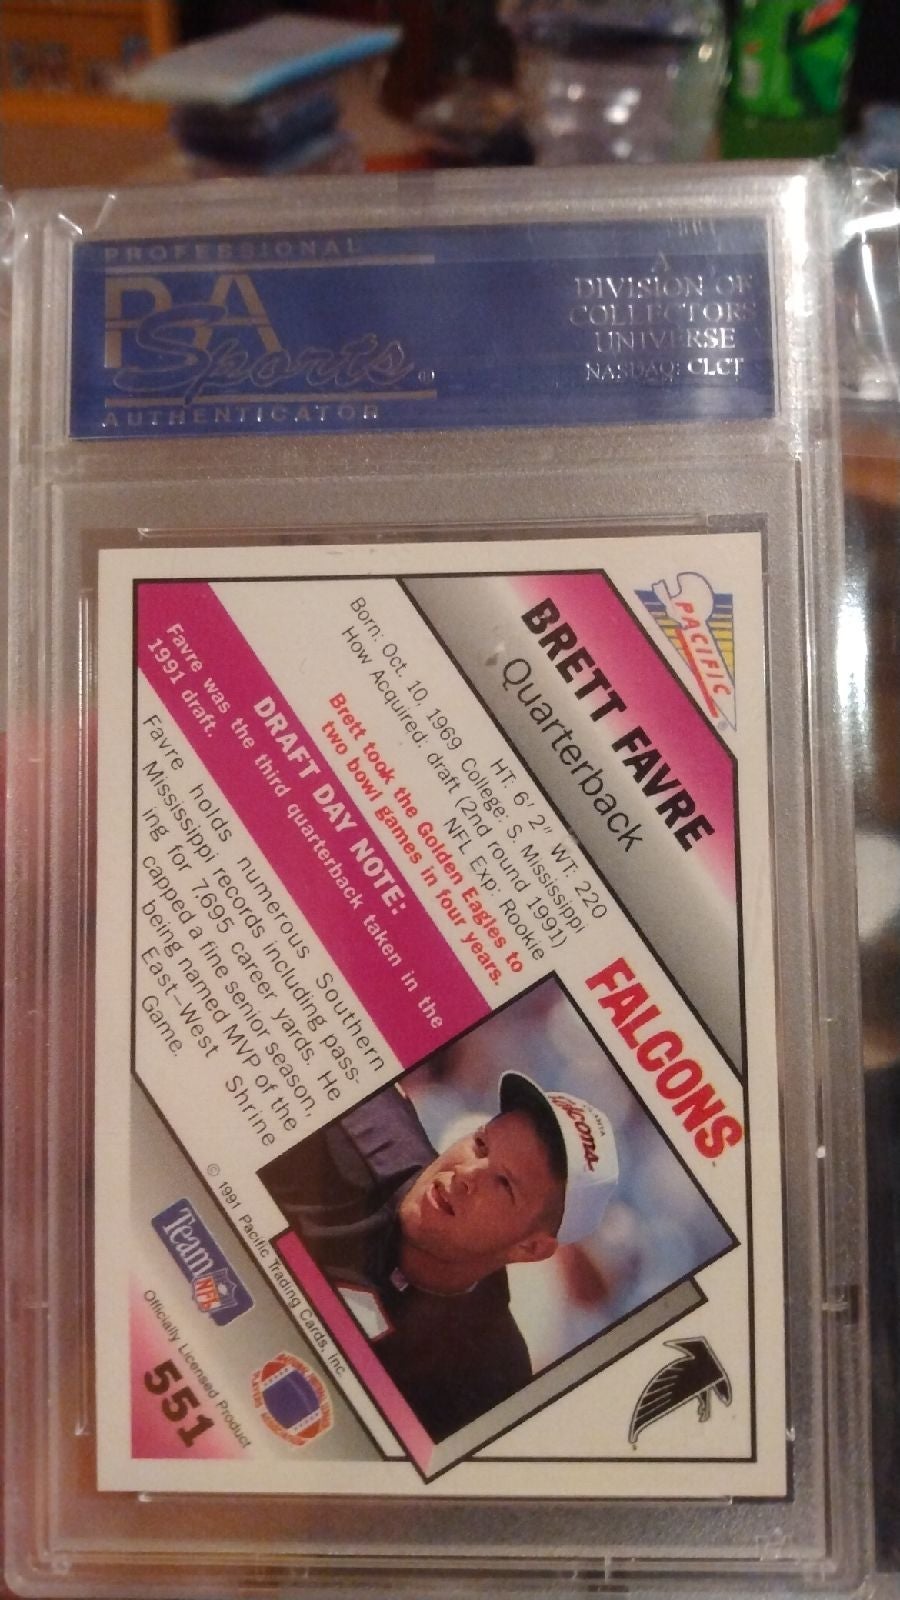 PROFESSIONAL
PSA
Sports®
AUTHENTICATOR
A
DIVISION OF
COLLECTORS
UNIVERSE
NASDAQ: CLCT
PACIFIC
BRETT FAVRE
Quarterback
FALCONS
HT: 6' 2" WT: 220
Born: Oct. 10, 1969 College: S. Mississippi
How Acquired: draft (2nd round 1991)
NFL Exp: Rookie
Brett took the Golden Eagles to
two bowl games in four years.
DRAFT DAY NOTE:
Favre was the third quarterback taken in the
1991 draft.
Favre holds numerous Southern
Mississippi records including pass-
ing for 7,695 career yards. He
capped a fine senior season,
being named MVP of the
East-West Shrine
Game.
ATLANTA
Falcons
© 1991 Pacific Trading Cards, Inc
Team
NFL
Officially Licensed Product
551